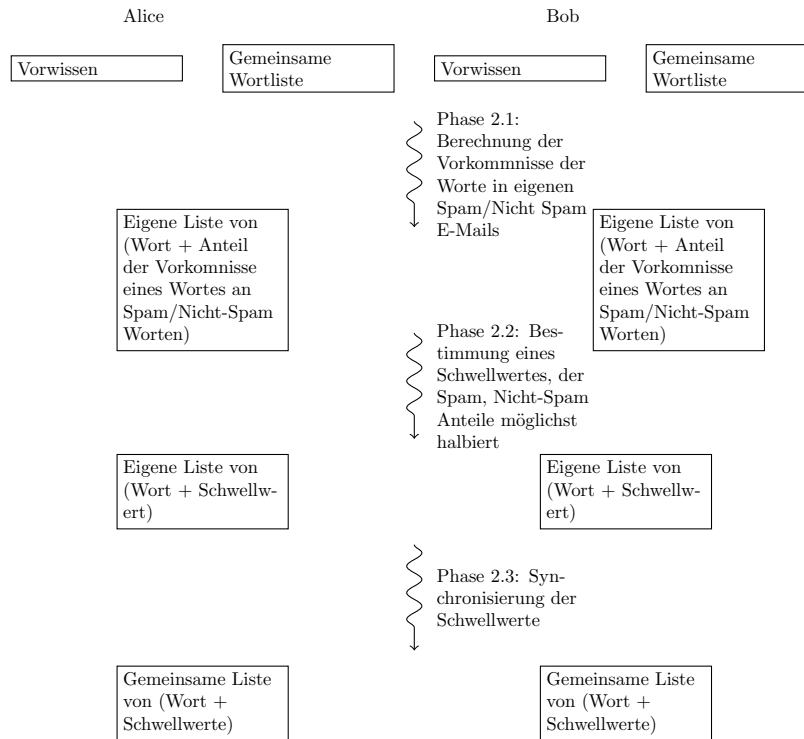 Alice
Bob
Vorwissen
Gemeinsame
Wortliste
Vorwissen
Gemeinsame
Wortliste
Phase 2.1:
Berechnung der
Vorkommnisse der
Worte in eigenen
Spam/Nicht Spam
E-Mails
Eigene Liste von
(Wort + Anteil
der Vorkomnisse
eines Wortes an
Spam/Nicht-Spam
Worten)
Eigene Liste von
(Wort + Anteil
der Vorkomnisse
eines Wortes an
Spam/Nicht-Spam
Worten)
Phase 2.2: Bes-
timmung eines
Schwellwertes, der
Spam, Nicht-Spam
Anteile möglichst
halbiert
Eigene Liste von
(Wort + Schwellw-
ert)
Eigene Liste von
(Wort + Schwellw-
ert)
Phase 2.3: Syn-
chronisierung der
Schwellwerte
Gemeinsame Liste
von (Wort +
Schwellwerte)
Gemeinsame Liste
von (Wort +
Schwellwerte)